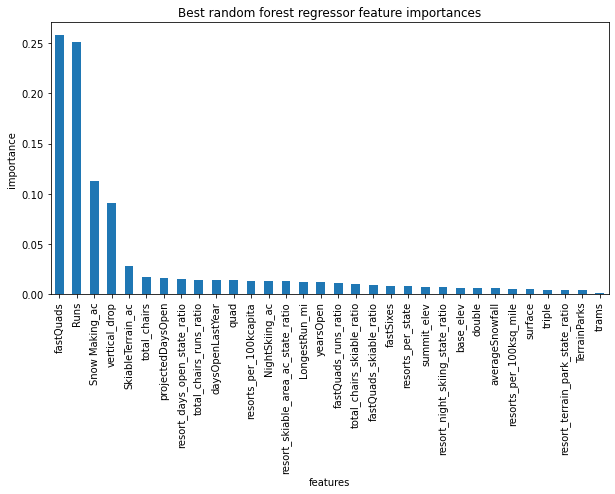 Best random forest regressor feature importances
importance
0.25
0.20
0.15
0.10
0.05
0.00
fastQuads
Runs
Snow Making_ac
vertical_drop
SkiableTerrain_ac
total_chairs
projectedDaysOpen
resort_days_open_state_ratio
total_chairs_runs_ratio
daysOpenLastYear
quad
resorts_per_100kcapita
NightSkiing_ac
resort_skiable_area_ac_state_ratio
LongestRun_mi
yearsOpen
fastQuads_runs_ratio
total_chairs_skiable_ratio
fastQuads_skiable_ratio
fastSixes
resorts_per_state
summit_elev
resort_night_skiing_state_ratio
base_elev
double
averageSnowfall
resorts_per_100ksq_mile
surface
triple
resort_terrain_park_state_ratio
TerrainParks
trams
features